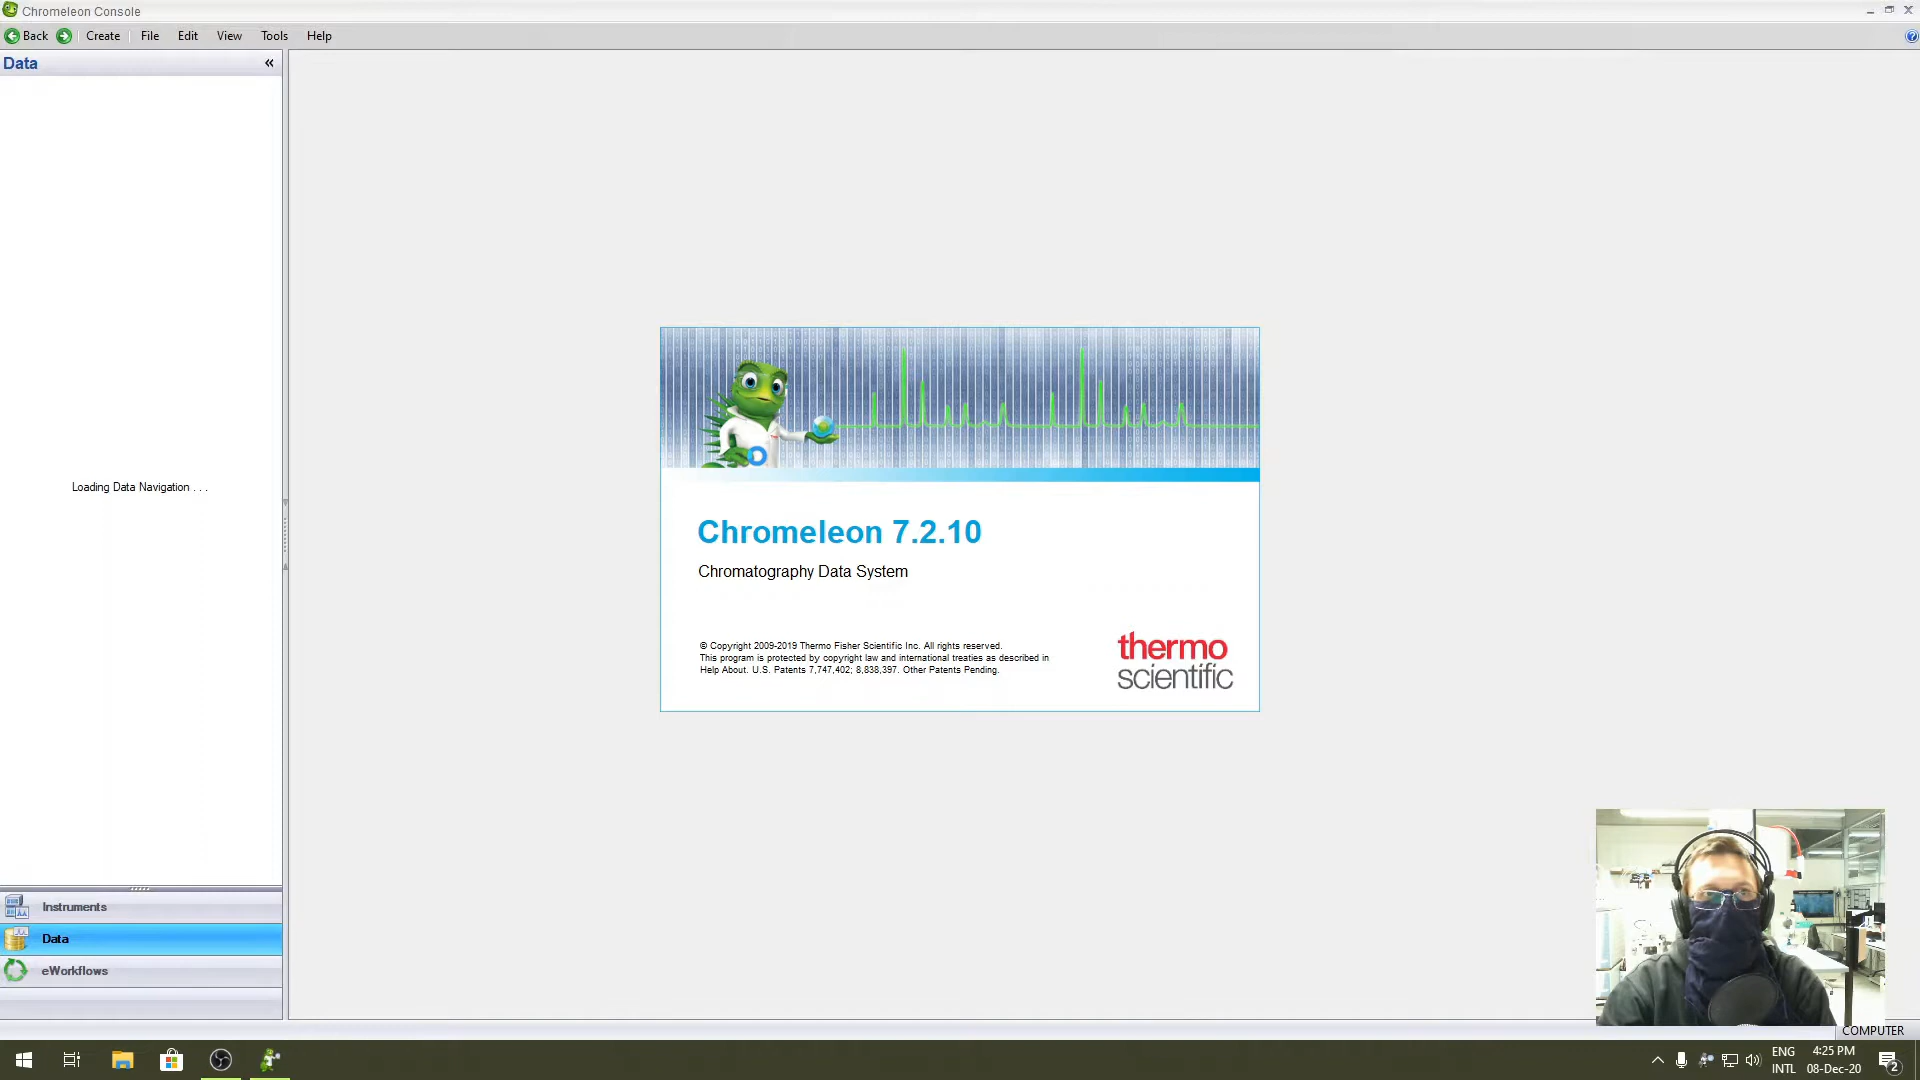 Chromeleon Console
Back Create File Edit View Tools Help
Data
Loading Data Navigation . . .
Chromeleon 7.2.10
Chromatography Data System
© Copyright 2009-2019 Thermo Fisher Scientific Inc. All rights reserved.
This program is protected by copyright law and international treaties as described in
Help About. U.S. Patents 7,747,402; 8,838,397. Other Patents Pending.
thermo
scientific
Instruments
Data
eWorkflows
COMPUTER
ENG
INTL
4:25 PM
08-Dec-20
2